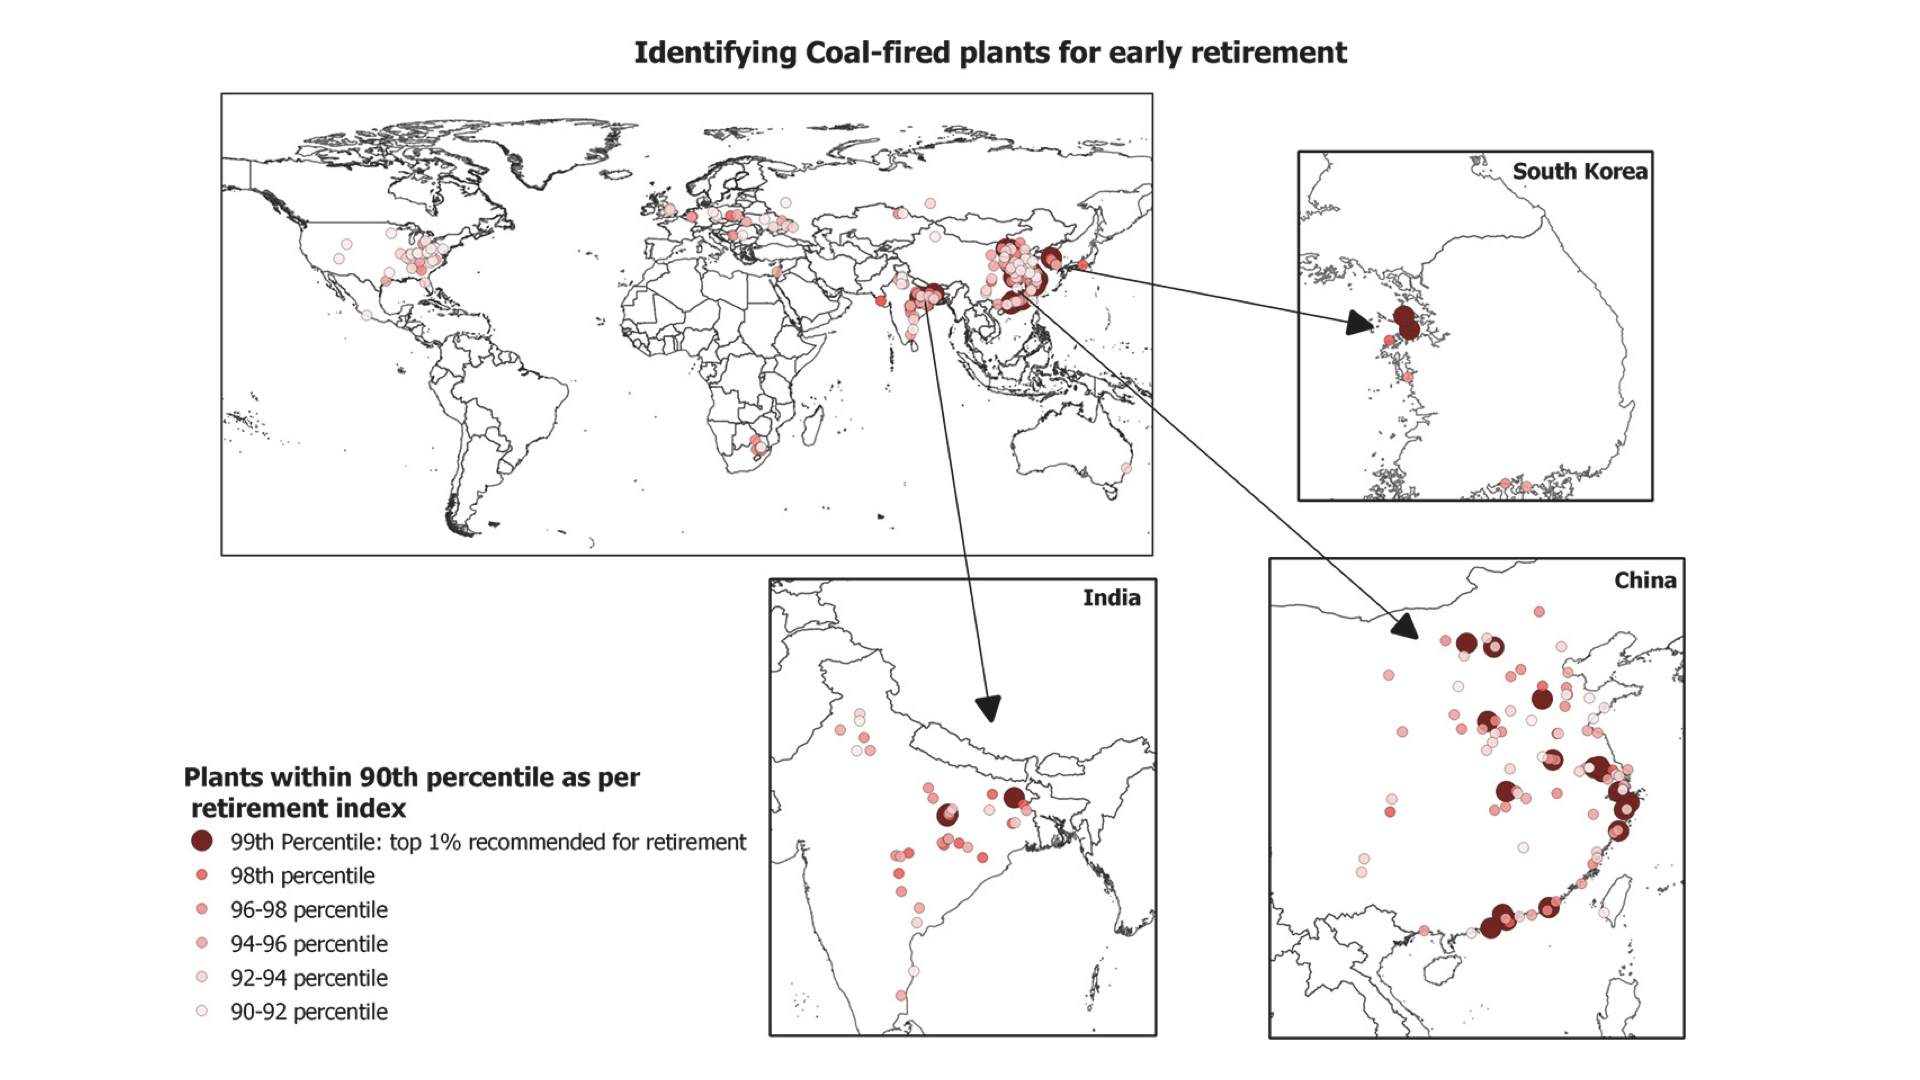 Identifying Coal-fired plants for early retirement
South Korea
India
China
Plants within 90th percentile as per
retirement index
99th Percentile: top 1% recommended for retirement
98th percentile
96-98 percentile
94-96 percentile
92-94 percentile
90-92 percentile